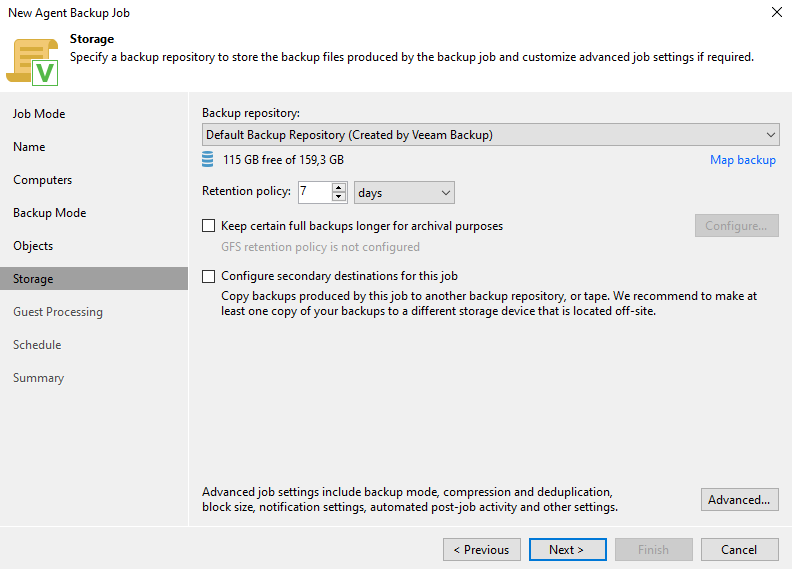 New Agent Backup Job
Storage
Specify a backup repository to store the backup files produced by the backup job and customize advanced job settings if required.
V
Job Mode
Name
Computers
Backup Mode
Objects
Storage
Guest Processing
Schedule
Summary
Backup repository:
Default Backup Repository (Created by Veeam Backup)
115 GB free of 159,3 GB
Map backup
Retention policy: 7 days
Keep certain full backups longer for archival purposes
Configure...
GFS retention policy is not configured
Configure secondary destinations for this job
Copy backups produced by this job to another backup repository, or tape. We recommend to make at
least one copy of your backups to a different storage device that is located off-site.
Advanced job settings include backup mode, compression and deduplication,
block size, notification settings, automated post-job activity and other settings.
Advanced...
< Previous
Next >
Finish
Cancel